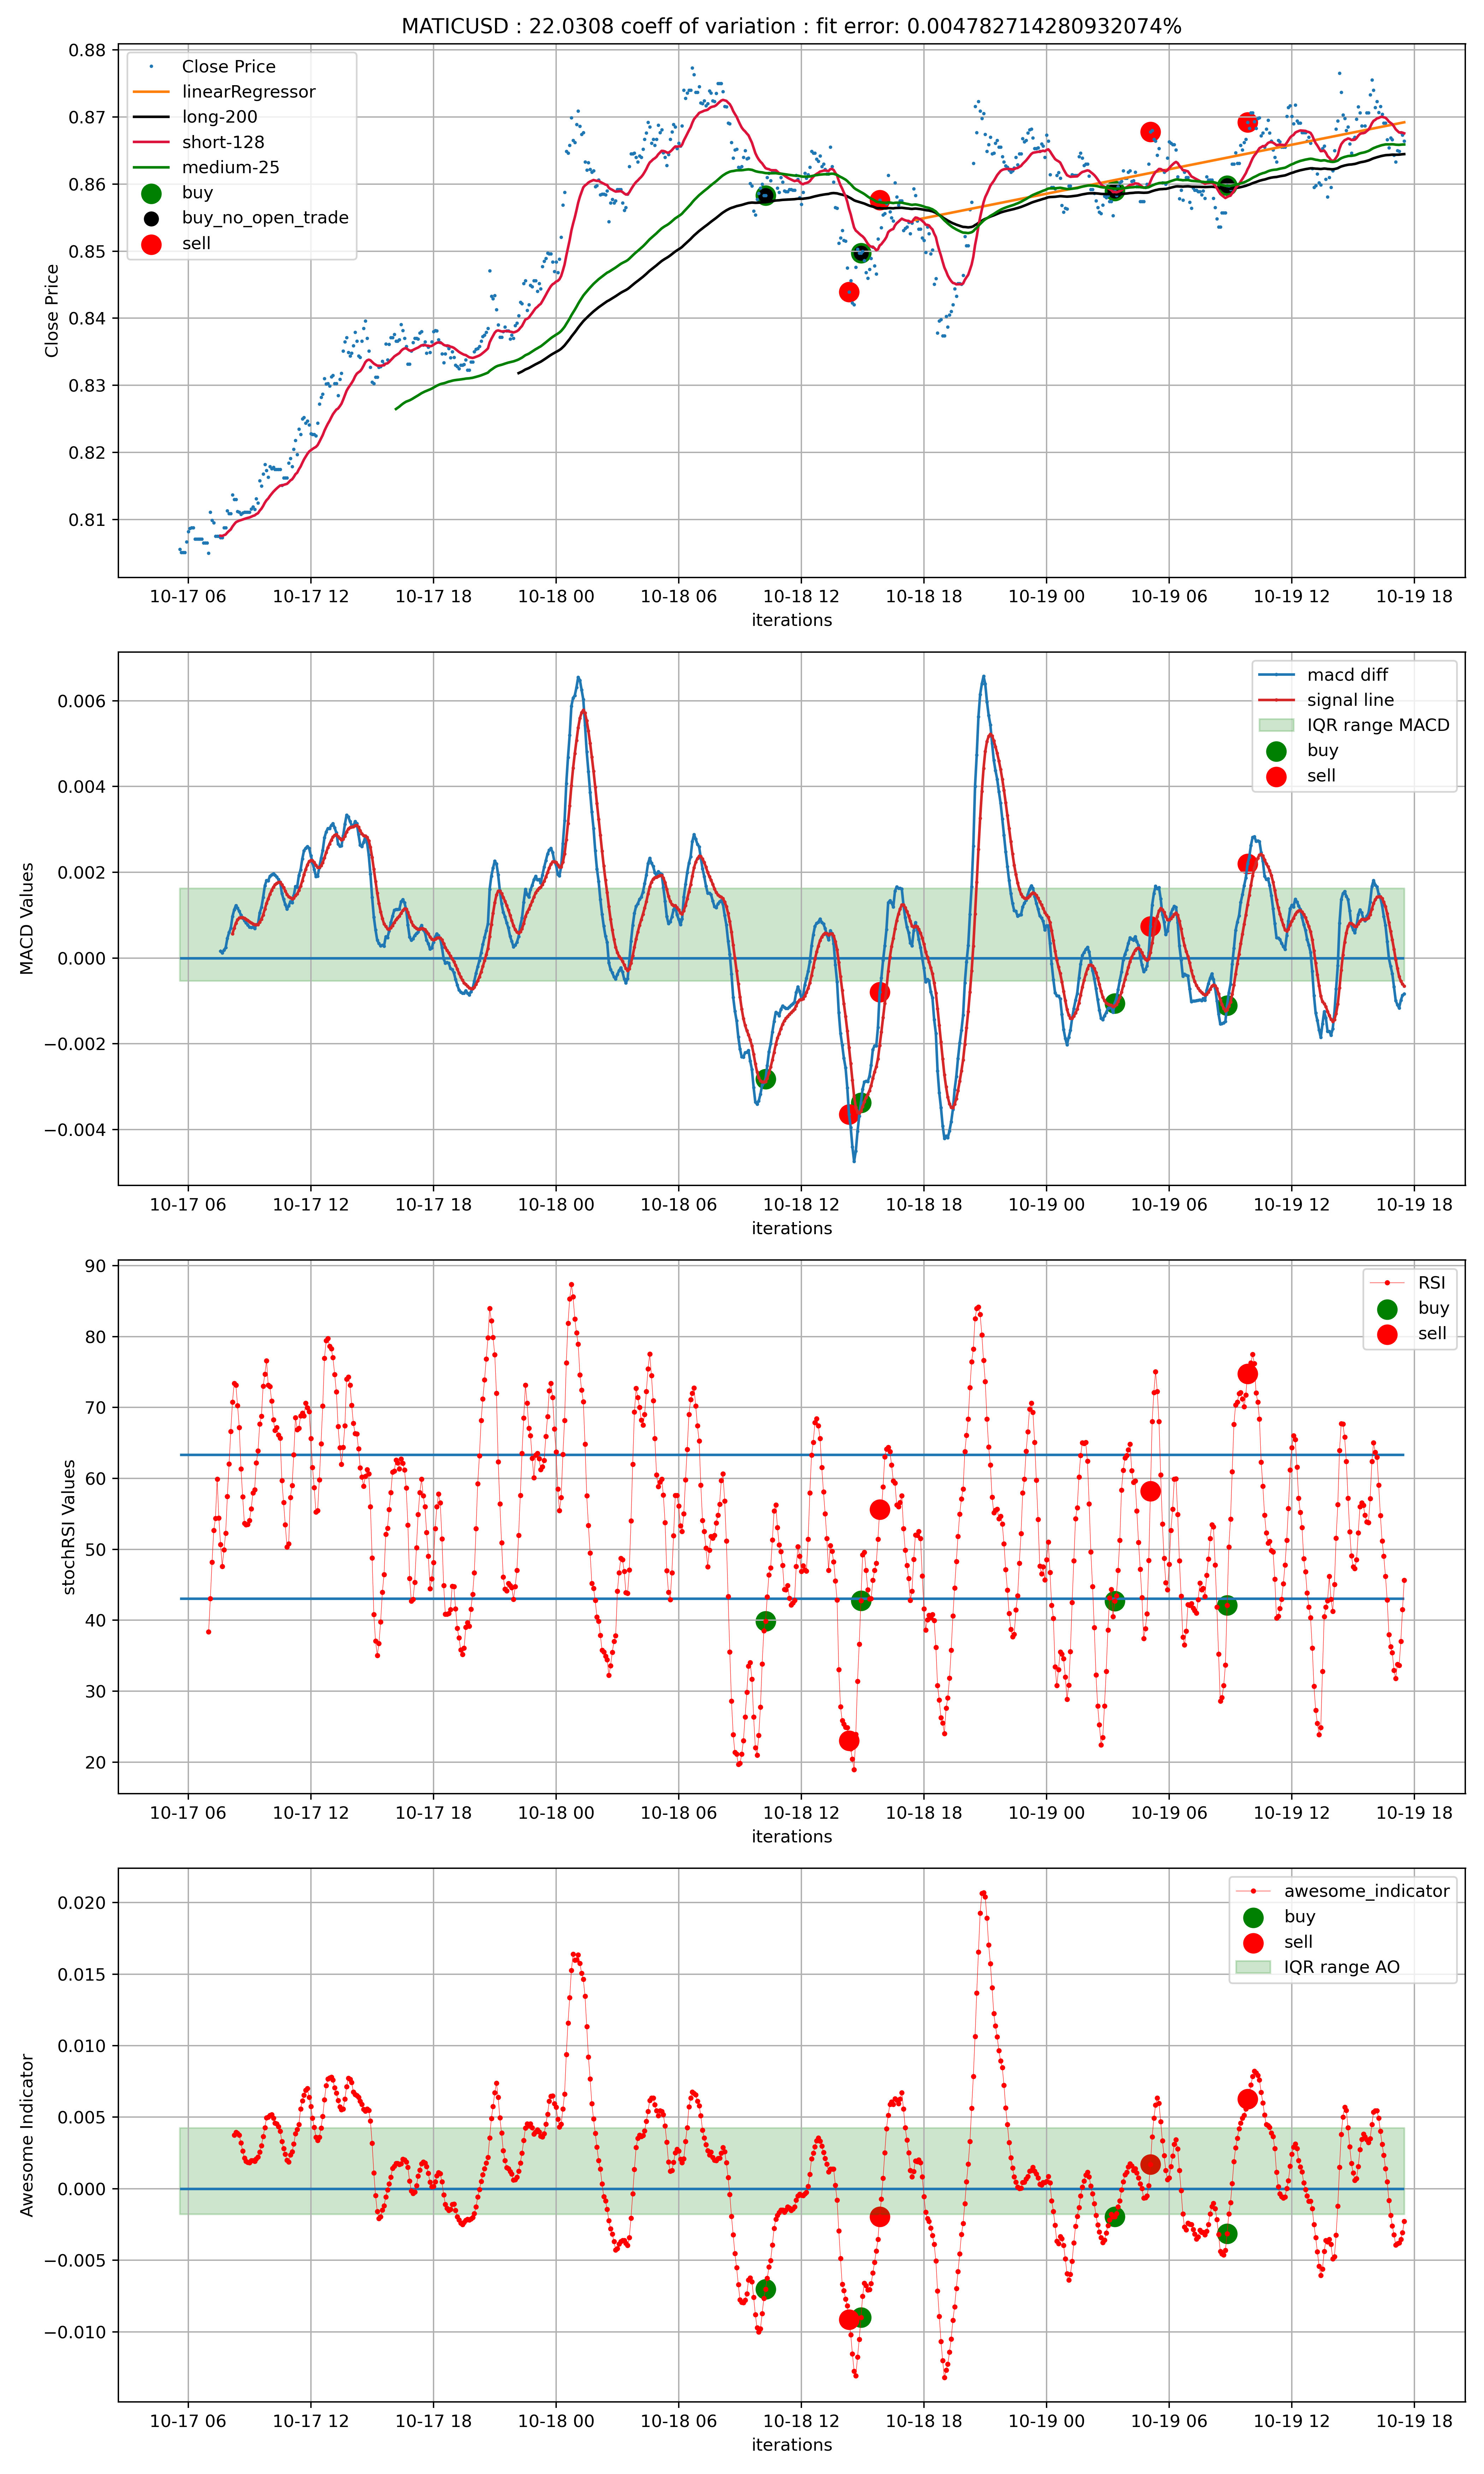 MATICUSD : 22.0308 coeff of variation : fit error: 0.004782714280932074%
Close Price
0.88
0.87
0.86
0.85
0.84
0.83
0.82
0.81
Close Price
linearRegressor
long-200
short-128
medium-25
buy
buy_no_open_trade
sell
10-17 06 10-17 12 10-17 18 10-18 00 10-18 06 10-18 12 10-18 18 10-19 00 10-19 06 10-19 12 10-19 18
iterations
MACD Values
0.006
0.004
0.002
0.000
−0.002
−0.004
macd diff
signal line
IQR range MACD
buy
sell
10-17 06 10-17 12 10-17 18 10-18 00 10-18 06 10-18 12 10-18 18 10-19 00 10-19 06 10-19 12 10-19 18
iterations
stochRSI Values
90
80
70
60
50
40
30
20
RSI
buy
sell
10-17 06 10-17 12 10-17 18 10-18 00 10-18 06 10-18 12 10-18 18 10-19 00 10-19 06 10-19 12 10-19 18
iterations
Awesome Indicator
0.020
0.015
0.010
0.005
0.000
−0.005
−0.010
awesome_indicator
buy
sell
IQR range AO
10-17 06 10-17 12 10-17 18 10-18 00 10-18 06 10-18 12 10-18 18 10-19 00 10-19 06 10-19 12 10-19 18
iterations